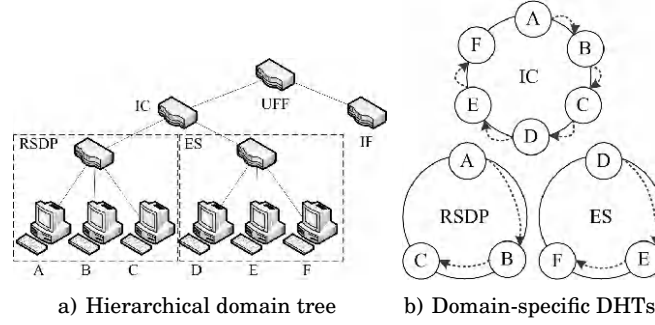 UFF
IC
IF
RSDP
ES
A B C D E F
a) Hierarchical domain tree
A
B
C
D
E
F
IC
A
B
C
RSDP
D
E
F
ES
b) Domain-specific DHTs